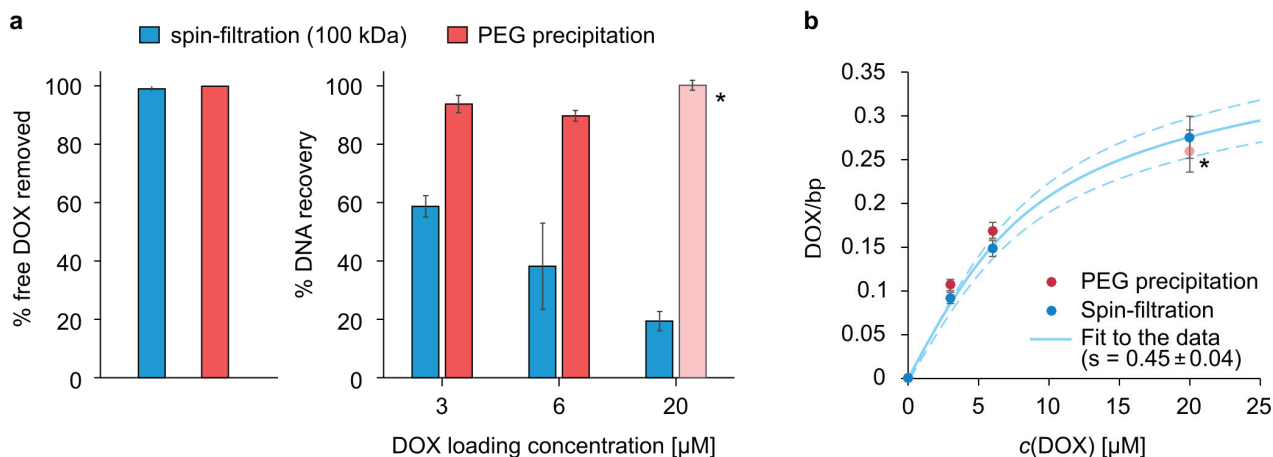 a
spin-filtration (100 kDa)
PEG precipitation
% free DOX removed
100
80
60
40
20
0
% DNA recovery
100
80
60
40
20
0
*
3
6
20
DOX loading concentration [µM]
b
DOX/bp
0.35
0.3
0.25
0.2
0.15
0.1
0.05
0
*
PEG precipitation
Spin-filtration
Fit to the data
(s = 0.45 ± 0.04)
0
5
10
15
20
25
c(DOX) [µM]